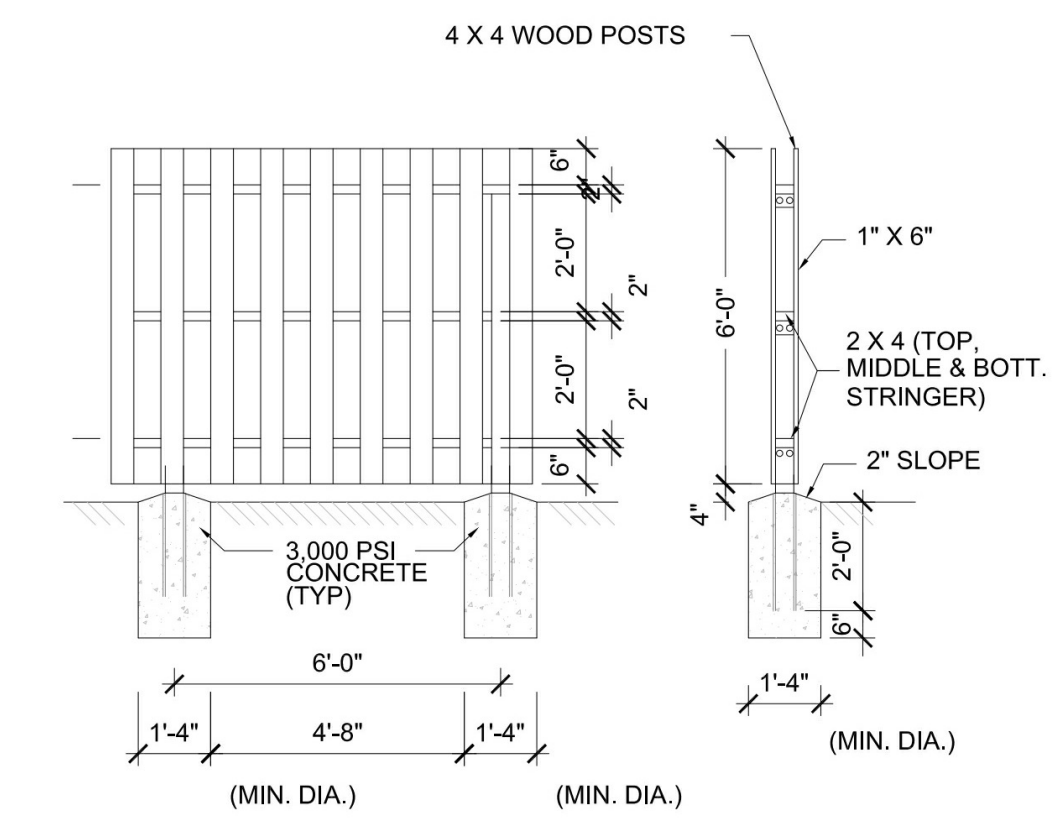 4 X 4 WOOD POSTS
6"
2"
2'-0"
2"
2'-0"
2"
6"
6'-0"
1" X 6"
2 X 4 (TOP,
MIDDLE & BOTT.
STRINGER)
2" SLOPE
4"
2'-0"
6"
3,000 PSI
CONCRETE
(TYP)
6'-0"
1'-4"
4'-8"
1'-4"
1'-4"
(MIN. DIA.)
(MIN. DIA.)
(MIN. DIA.)